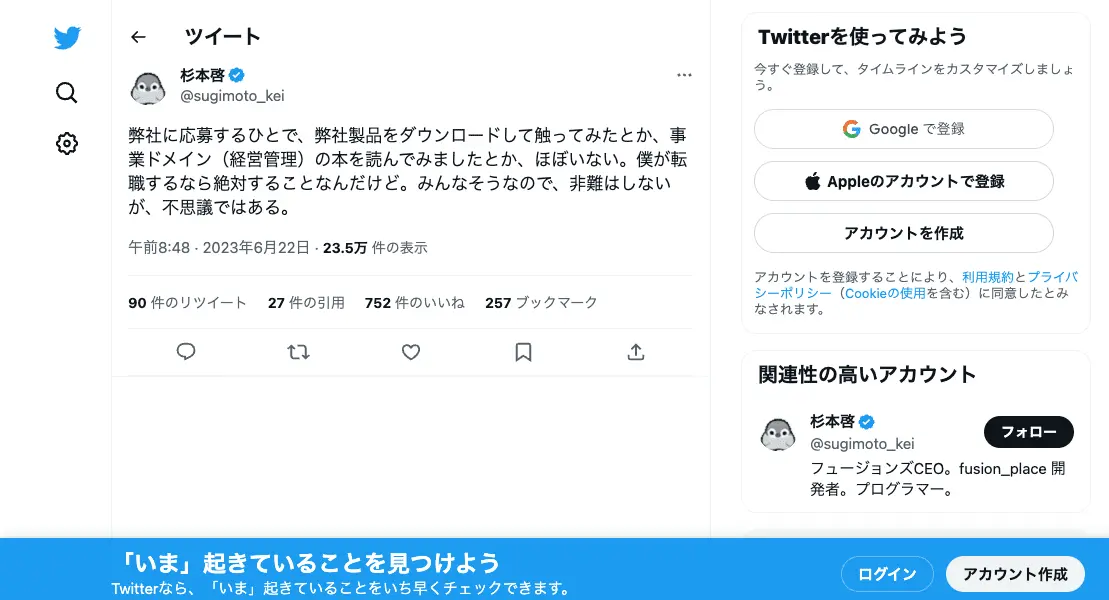 ツイート
杉本啓
@sugimoto_kei
弊社に応募するひとで、弊社製品をダウンロードして触ってみたとか、事
業ドメイン（経営管理）の本を読んでみましたとか、ほぼいない。僕が転
職するなら絶対することなんだけど。みんなそうなので、非難はしない
が、不思議ではある。
午前8:48 · 2023年6月22日 · 23.5万 件の表示
90 件のリツイート 27 件の引用 752 件のいいね 257 ブックマーク
Twitterを使ってみよう
今すぐ登録して、タイムラインをカスタマイズしましょ
う。
Google で登録
Appleのアカウントで登録
アカウントを作成
アカウントを登録することにより、利用規約とプライバ
シーポリシー（Cookieの使用を含む）に同意したとみ
なされます。
関連性の高いアカウント
杉本啓
@sugimoto_kei
フォロー
フュージョンズCEO。fusion_place 開
発者。プログラマー。
「いま」起きていることを見つけよう
Twitterなら、「いま」起きていることをいち早くチェックできます。
ログイン
アカウント作成